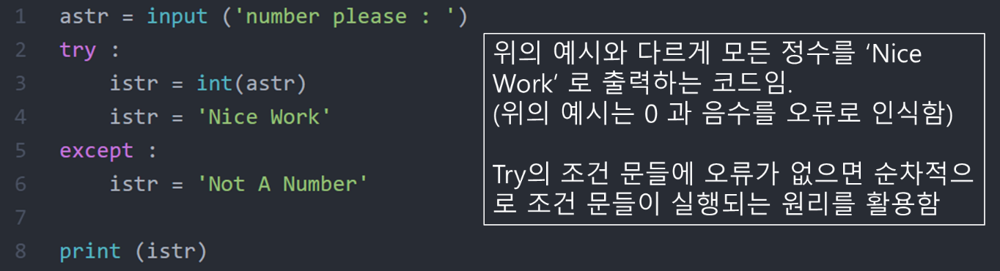 1 astr = input ('number please : ')
2 try :
3 istr = int(astr)
4 istr = 'Nice Work'
5 except :
6 istr = 'Not A Number'
7
8 print (istr)
위의 예시와 다르게 모든 정수를 ‘Nice
Work’ 로 출력하는 코드임.
(위의 예시는 0 과 음수를 오류로 인식함)
Try의 조건 문들에 오류가 없으면 순차적으
로 조건 문들이 실행되는 원리를 활용함